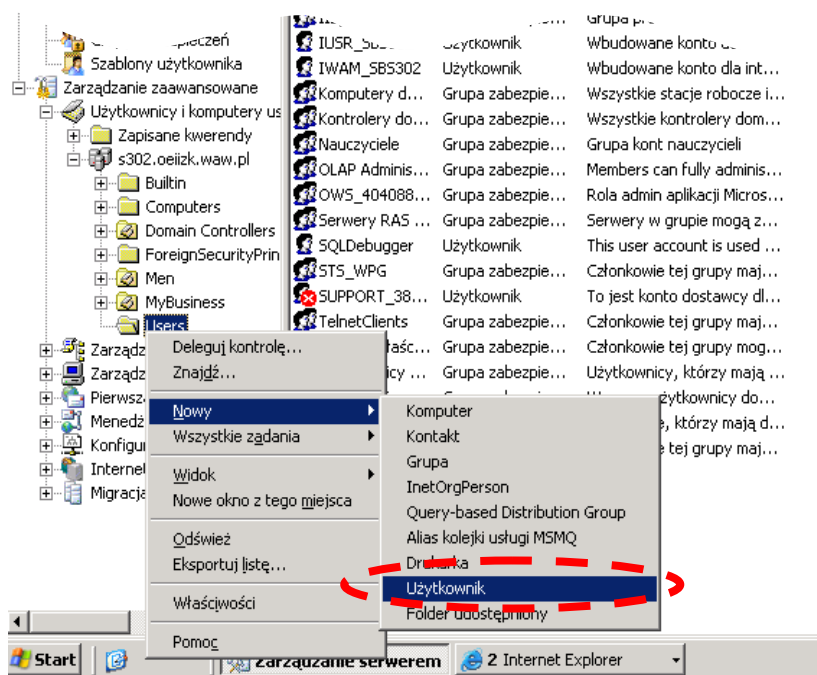 Szablony użytkownika
Zarządzanie zaawansowane
Użytkownicy i komputery us
Zapisane kwerendy
s302.oeiizk.waw.pl
Builtin
Computers
Domain Controllers
ForeignSecurityPrin
Men
MyBusiness
Users
Zarządz
Zarządz
Pierwsz
Menedż
Konfigu
Internet
Migracja
Grupa
IUSR_ Użytkownik Wbudowane konto
IWAM_SBS302 Użytkownik Wbudowane konto dla int...
Komputery d... Grupa zabezpie... Wszystkie stacje robocze i...
Kontrolery do... Grupa zabezpie... Wszystkie kontrolery dom...
Nauczyciele Grupa zabezpie... Grupa kont nauczycieli
OLAP Adminis... Grupa zabezpie... Members can fully adminis...
OWS_404088... Grupa zabezpie... Rola admin aplikacji Micros...
Serwery RAS ... Grupa zabezpie... Serwery w grupie mogą z...
SQLDebugger Użytkownik This user account is used ...
STS_WPG Grupa zabezpie... Członkowie tej grupy maj...
SUPPORT_38... Użytkownik To jest konto dostawcy dl...
TelnetClients Grupa zabezpie... Członkowie tej grupy maj...
łaśc... Grupa zabezpie... Członkowie tej grupy mog...
icy ... Grupa zabezpie... Użytkownicy, którzy mają ...
żytkownicy do...
, którzy mają d...
e tej grupy maj...
Deleguj kontrolę...
Znajdź...
Nowy
Wszystkie zadania
Widok
Nowe okno z tego miejsca
Odśwież
Eksportuj listę...
Właściwości
Pomoc
Komputer
Kontakt
Grupa
InetOrgPerson
Query-based Distribution Group
Alias kolejki usługi MSMQ
Drukarka
Użytkownik
Folder udostępniony
Start Zarządzanie serwerem 2 Internet Explorer